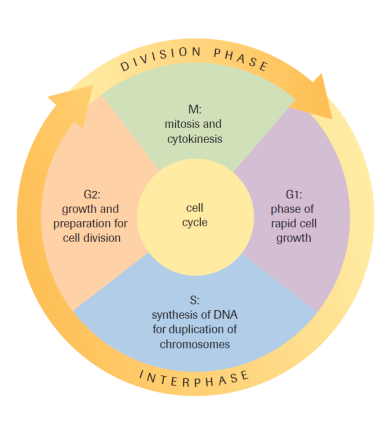 DIVISION PHASE
M:
mitosis and
cytokinesis
G2:
growth and
preparation for
cell division
cell
cycle
G1:
phase of
rapid cell
growth
S:
synthesis of DNA
for duplication of
chromosomes
INTERPHASE